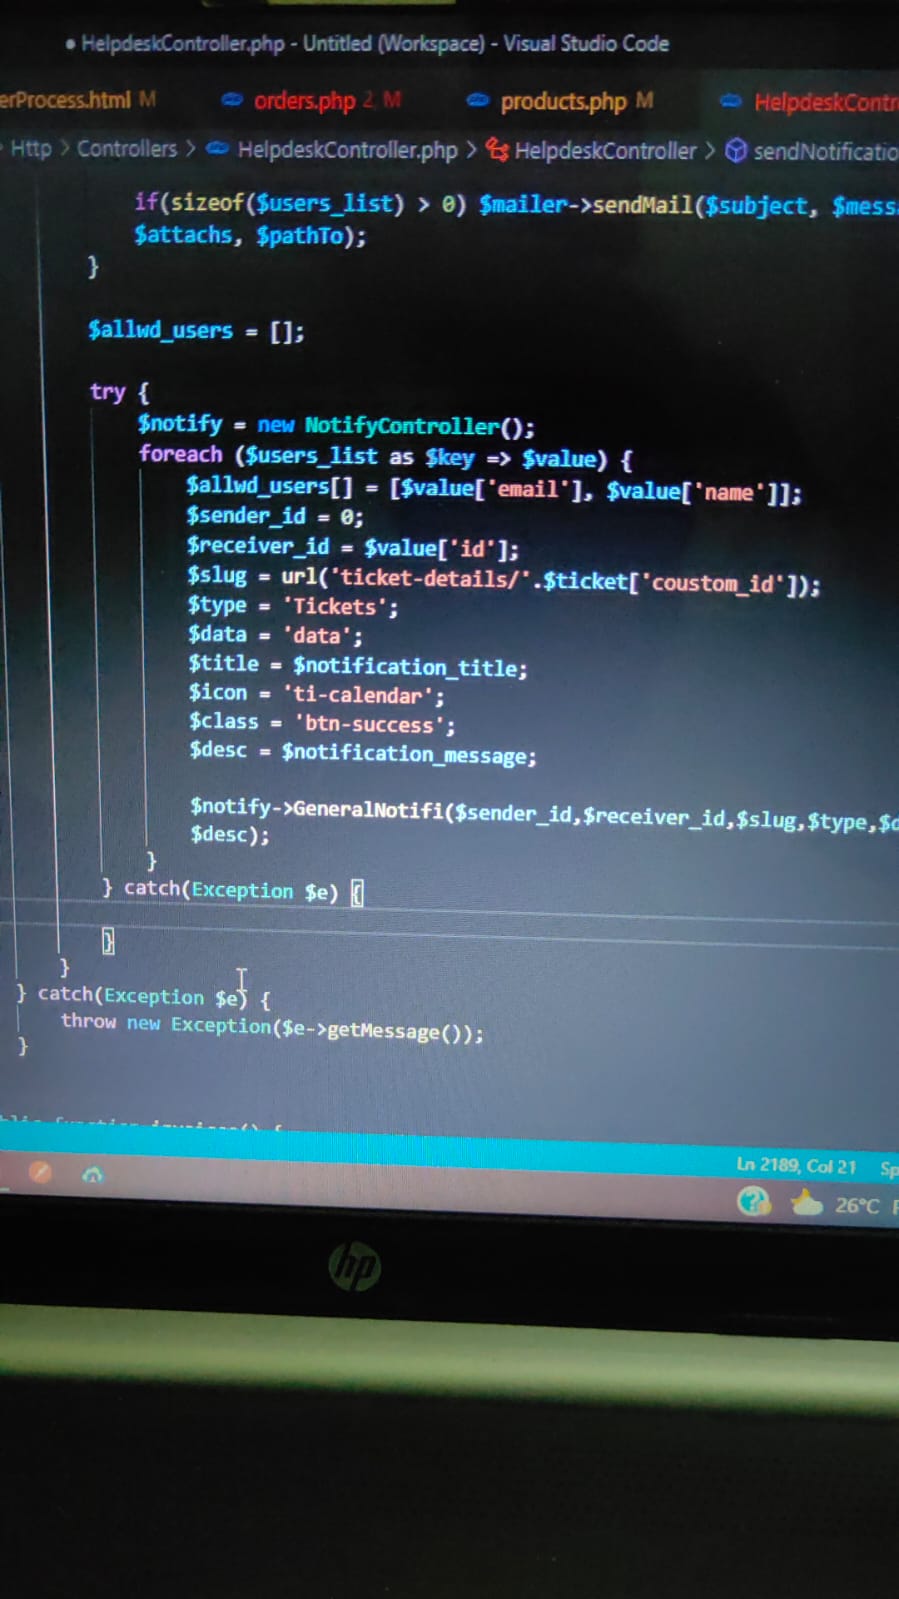 ● HelpdeskController.php - Untitled (Workspace) - Visual Studio Code
erProcess.html M orders.php 2, M products.php M HelpdeskContr
Http > Controllers > HelpdeskController.php > HelpdeskController > sendNotificatio
if(sizeof($users_list) > 0) $mailer->sendMail($subject, $mess
$attachs, $pathTo);
}
$allwd_users = [];
try {
$notify = new NotifyController();
foreach ($users_list as $key => $value) {
$allwd_users[] = [$value['email'], $value['name']];
$sender_id = 0;
$receiver_id = $value['id'];
$slug = url('ticket-details/'.$ticket['coustom_id']);
$type = 'Tickets';
$data = 'data';
$title = $notification_title;
$icon = 'ti-calendar';
$class = 'btn-success';
$desc = $notification_message;
$notify->GeneralNotifi($sender_id,$receiver_id,$slug,$type,$d
$desc);
}
} catch(Exception $e) {
}
}
} catch(Exception $e) {
throw new Exception($e->getMessage());
}
Ln 2189, Col 21 Sp
26°C
hp